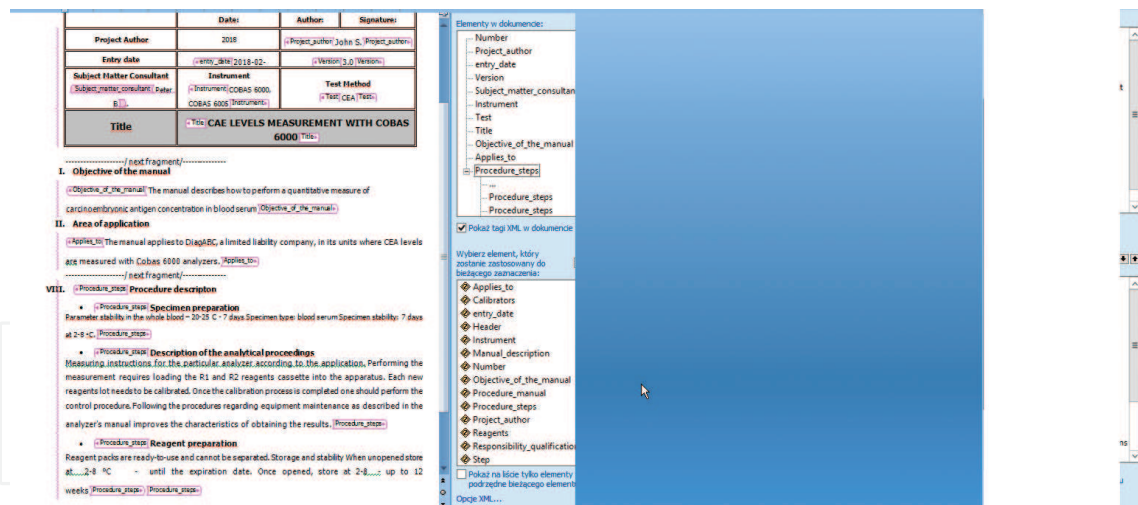 Date: Author: Signature:
Project Author 2018 Project_author John S. Project_author
Entry date entry_date 2018-02- Version 3.0 Version
Subject Matter Consultant Instrument Test Method
Subject_matter_consultant Peter Instrument COBAS 6000, Test CEA Test
B . COBAS 6005 Instrument
Title Title CAE LEVELS MEASUREMENT WITH COBAS
6000 Title
--------------------/ next fragment/---------------
I. Objective of the manual
Objective_of_the_manual The manual describes how to perform a quantitative measure of
carcinoembryonic antigen concentration in blood serum Objective_of_the_manual
II. Area of application
Applies_to The manual applies to DiagABC, a limited liability company, in its units where CEA levels
are measured with Cobas 6000 analyzers. Applies_to
--------------------/ next fragment/---------------
VIII. Procedure_steps Procedure descripton
• Procedure_steps Specimen preparation
Parameter stability in the whole blood – 20-25 C - 7 days Specimen type: blood serum Specimen stability: 7 days
at 2-8 °C. Procedure_steps
• Procedure_steps Description of the analytical proceedings
Measuring instructions for the particular analyzer according to the application. Performing the
measurement requires loading the R1 and R2 reagents cassette into the apparatus. Each new
reagents lot needs to be calibrated. Once the calibration process is completed one should perform the
control procedure. Following the procedures regarding equipment maintenance as described in the
analyzer's manual improves the characteristics of obtaining the results. Procedure_steps
• Procedure_steps Reagent preparation
Reagent packs are ready-to-use and cannot be separated. Storage and stability When unopened store
at 2-8 ºC - until the expiration date. Once opened, store at 2-8 - up to 12
weeks Procedure_steps Procedure_steps
Elementy w dokumencie:
Number
Project_author
entry_date
Version
Subject_matter_consultan
Instrument
Test
Title
Objective_of_the_manual
Applies_to
Procedure_steps
...
Procedure_steps
Procedure_steps
Pokaż tagi XML w dokumencie
Wybierz element, który
zostanie zastosowany do
bieżącego zaznaczenia:
Applies_to
Calibrators
entry_date
Header
Instrument
Manual_description
Number
Objective_of_the_manual
Procedure_manual
Procedure_steps
Project_author
Reagents
Responsibility_qualification
Step
Pokaż na liście tylko elementy
podrzędne bieżącego element
Opcje XML...
t
ns
u